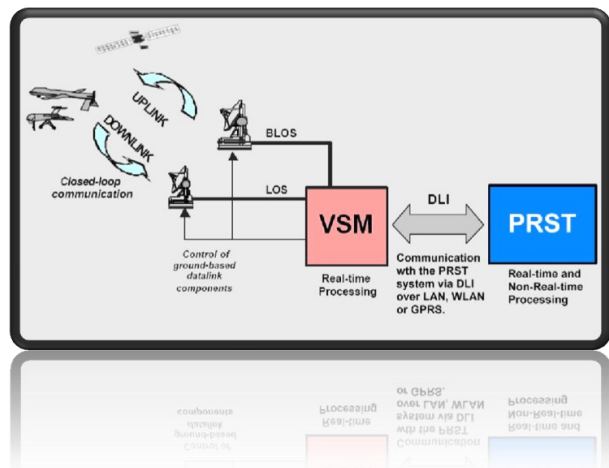 UPLINK
DOWNLINK
Closed-loop
communication
BLOS
LOS
Control of
ground-based
datalink
components
VSM
Real-time
Processing
DLI
Communication
wth the PRST
system via DLI
over LAN, WLAN
or GPRS.
PRST
Real-time and
Non-Real-time
Processing